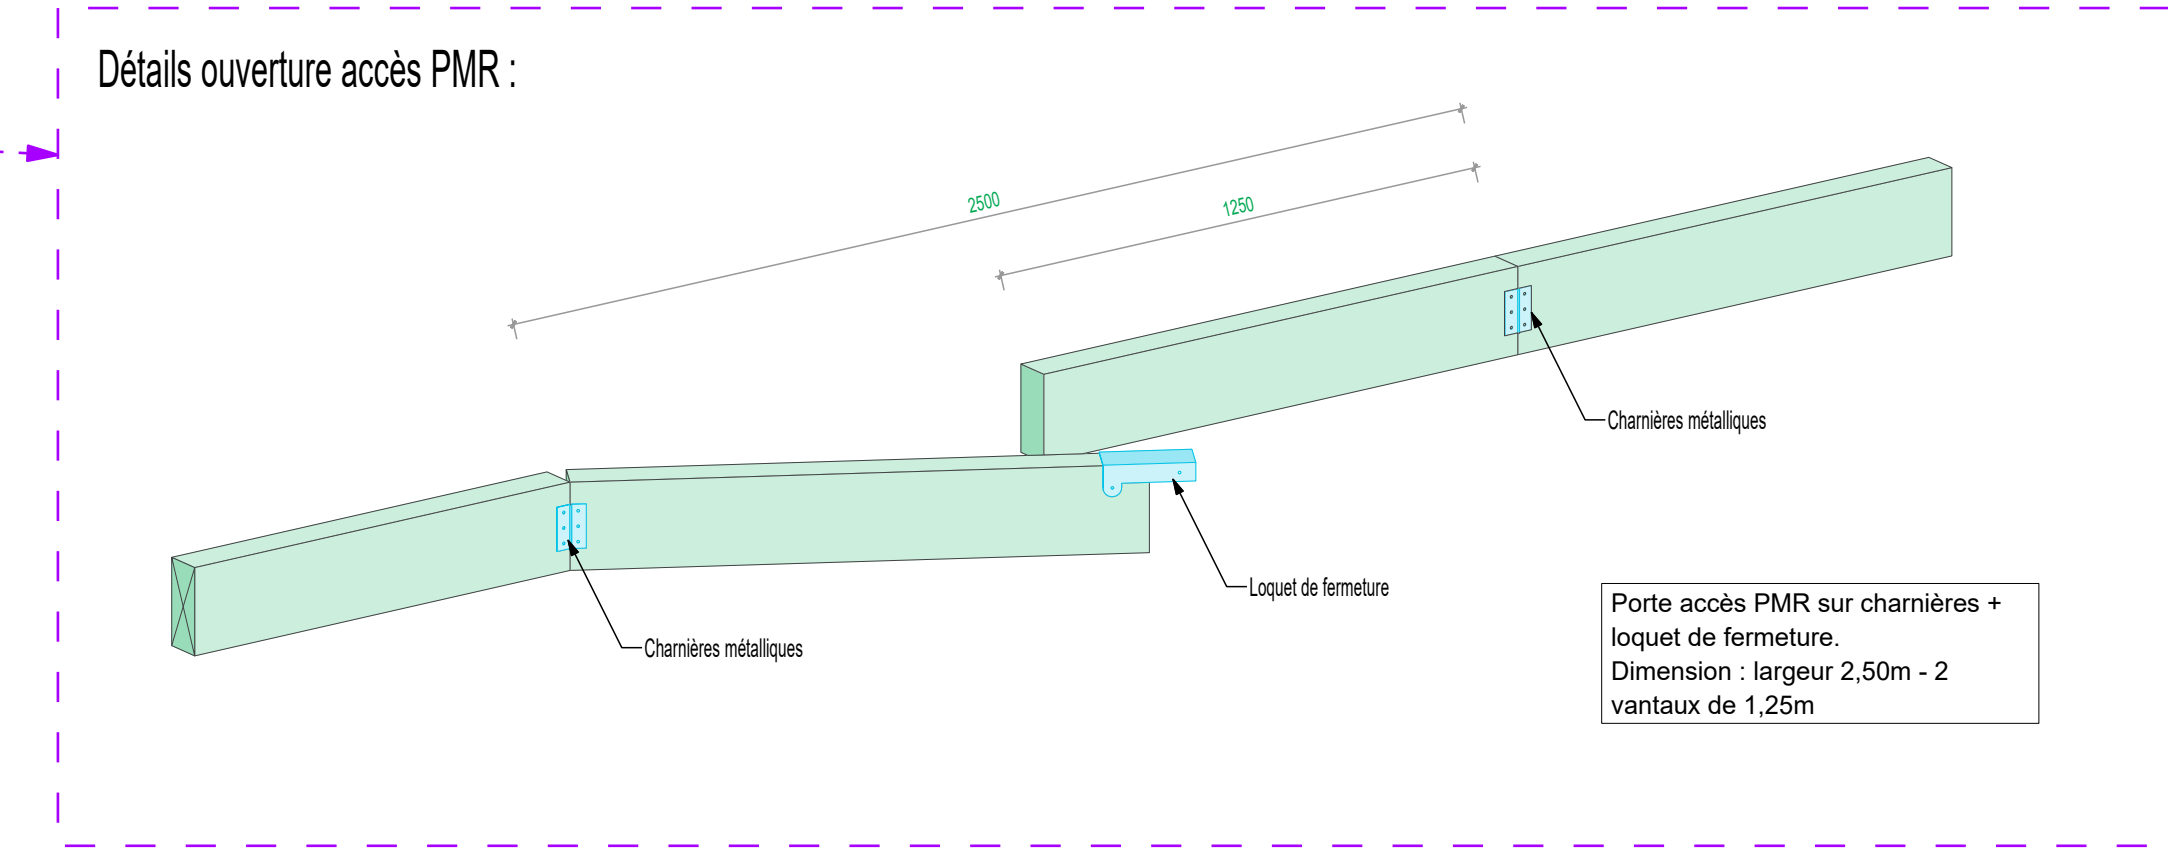 Détails ouverture accès PMR :
2500
1250
Charnières métalliques
Loquet de fermeture
Charnières métalliques
Porte accès PMR sur charnières +
loquet de fermeture.
Dimension : largeur 2,50m - 2
vantaux de 1,25m